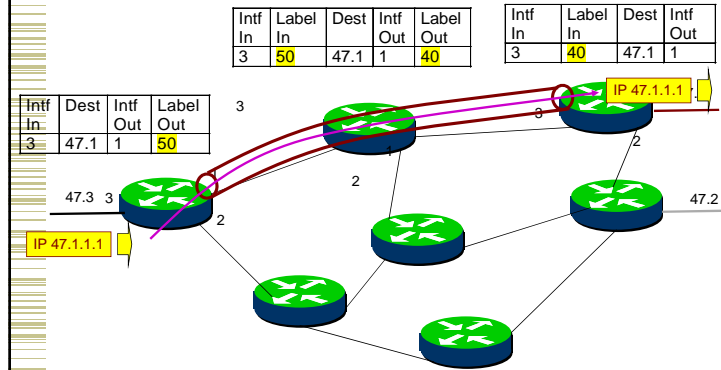 Intf Label Dest Intf Label
In In Out Out
3 50 47.1 1 40
Intf Label Dest Intf
In In Out
3 40 47.1 1
IP 47.1.1.1
Intf Dest Intf Label
In Out Out
3 47.1 1 50
3
3
1
2
2
47.3 3
2
47.2
IP 47.1.1.1